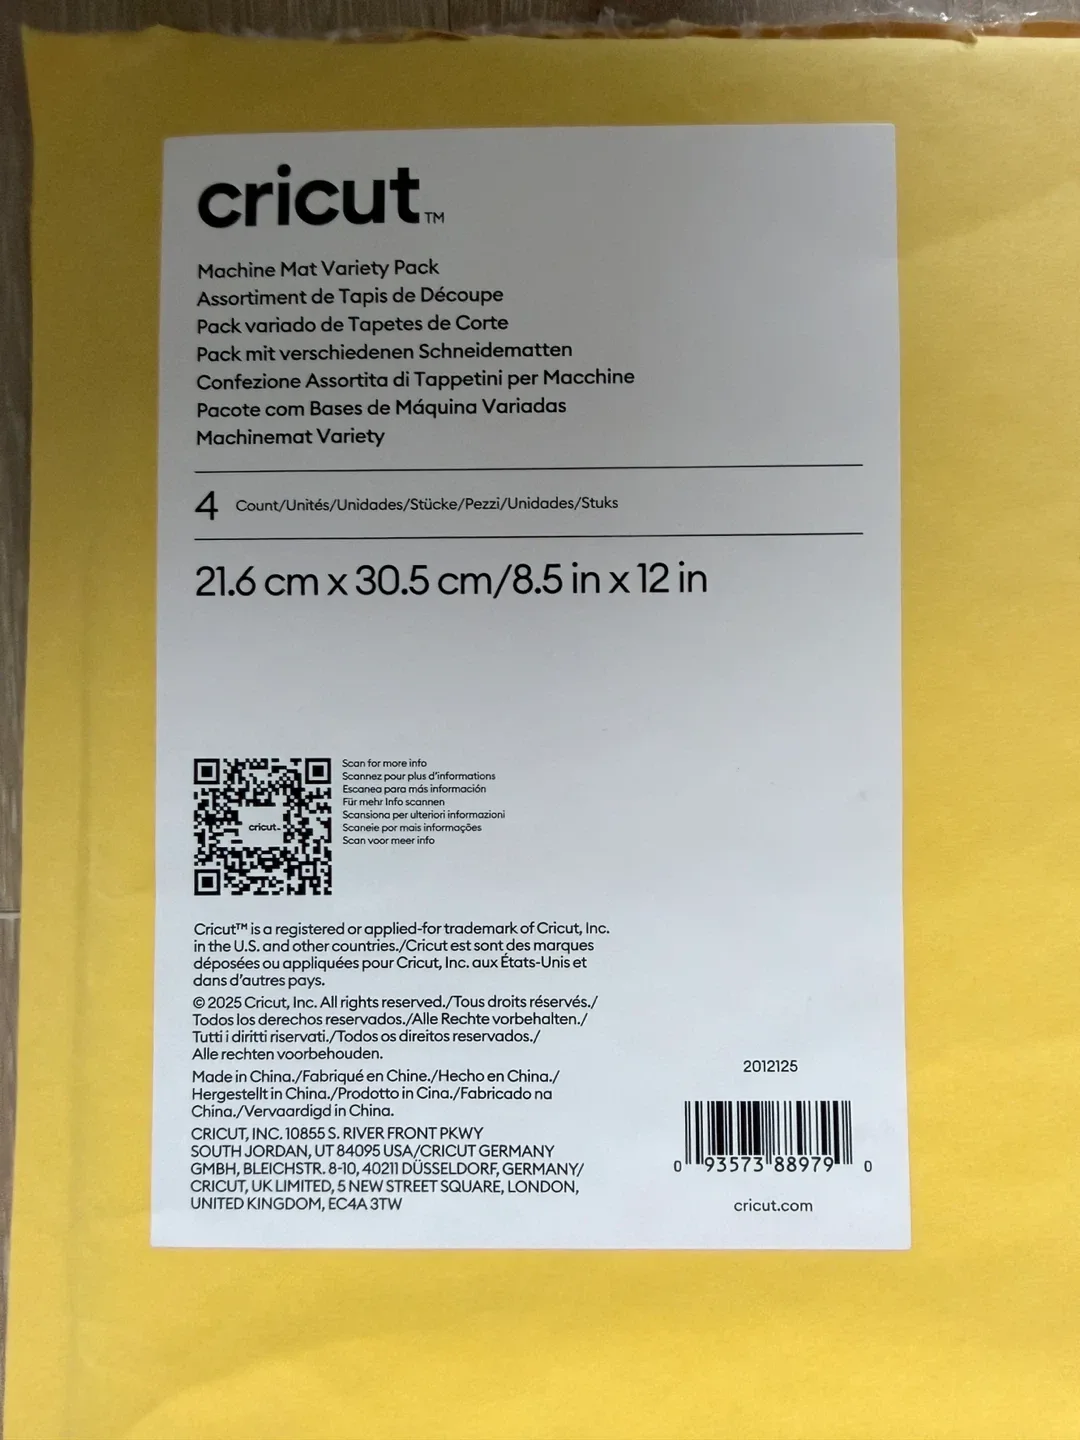 cricut™
Machine Mat Variety Pack
Assortiment de Tapis de Découpe
Pack variado de Tapetes de Corte
Pack mit verschiedenen Schneidematten
Confezione Assortita di Tappetini per Macchine
Pacote com Bases de Máquina Variadas
Machinemat Variety
4 Count/Unités/Unidades/Stücke/Pezzi/Unidades/Stuks
21.6 cm x 30.5 cm/8.5 in x 12 in
cricut™
Scan for more info
Scannez pour plus d'informations
Escanea para más información
Für mehr Info scannen
Scansiona per ulteriori informazioni
Scaneie por mais informações
Scan voor meer info
Cricut™ is a registered or applied-for trademark of Cricut, Inc.
in the U.S. and other countries./Cricut est sont des marques
déposées ou appliquées pour Cricut, Inc. aux États-Unis et
dans d'autres pays.
© 2025 Cricut, Inc. All rights reserved./Tous droits réservés./
Todos los derechos reservados./Alle Rechte vorbehalten./
Tutti i diritti riservati./Todos os direitos reservados./
Alle rechten voorbehouden.
Made in China./Fabriqué en Chine./Hecho en China./
Hergestellt in China./Prodotto in Cina./Fabricado na
China./Vervaardigd in China.
CRICUT, INC. 10855 S. RIVER FRONT PKWY
SOUTH JORDAN, UT 84095 USA/CRICUT GERMANY
GMBH, BLEICHSTR. 8-10, 40211 DÜSSELDORF, GERMANY/
CRICUT, UK LIMITED, 5 NEW STREET SQUARE, LONDON,
UNITED KINGDOM, EC4A 3TW
2012125
0 93573 88979 0
cricut.com